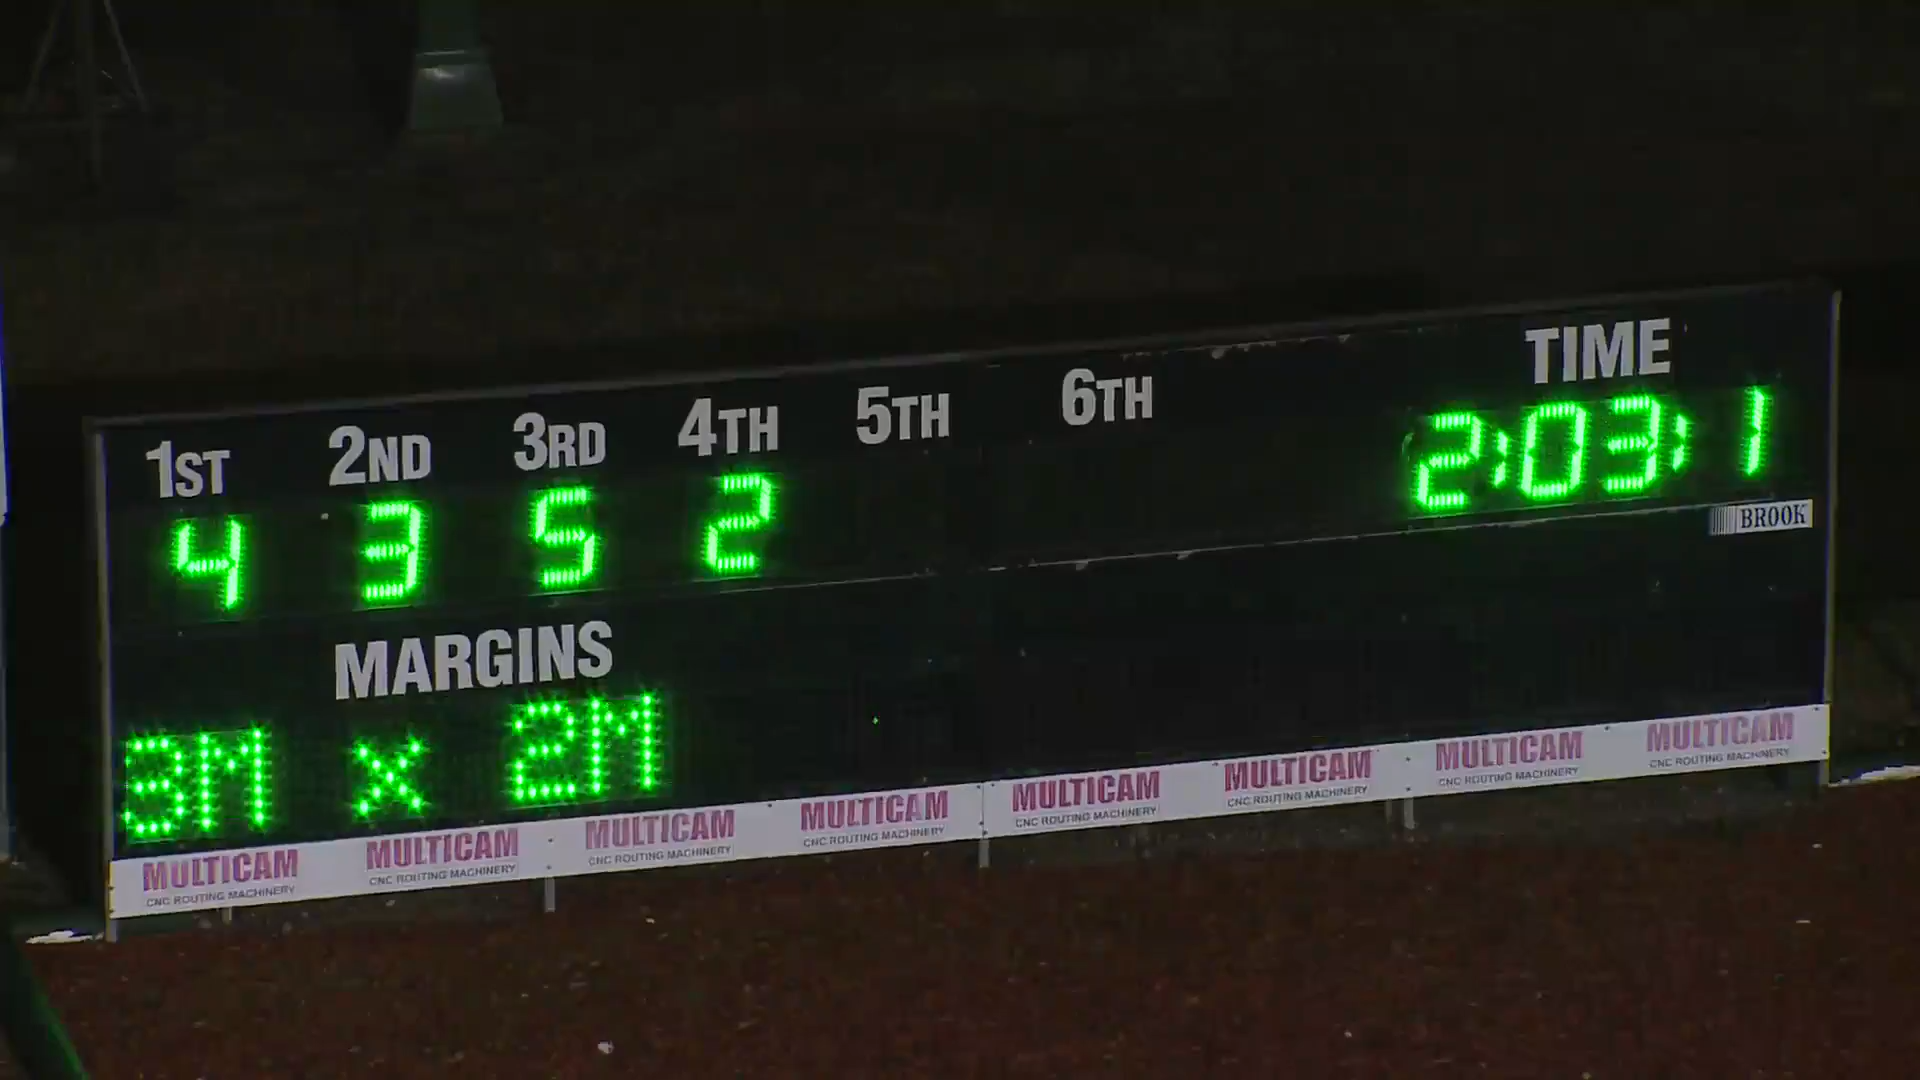 1ST 2ND 3RD 4TH 5TH 6TH TIME
4 3 5 2 2:03:1
BROOK
MARGINS
3M x 2M
MULTICAM MULTICAM MULTICAM MULTICAM MULTICAM MULTICAM MULTICAM MULTICAM
CNC ROUTING MACHINERY CNC ROUTING MACHINERY CNC ROUTING MACHINERY CNC ROUTING MACHINERY CNC ROUTING MACHINERY CNC ROUTING MACHINERY CNC ROUTING MACHINERY CNC ROUTING MACHINERY